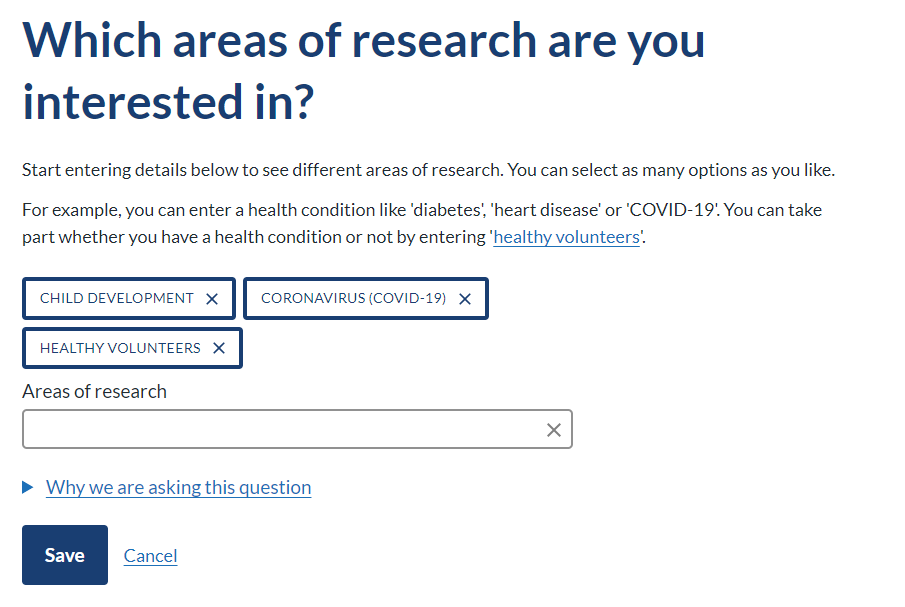 Which areas of research are you
interested in?
Start entering details below to see different areas of research. You can select as many options as you like.
For example, you can enter a health condition like 'diabetes', 'heart disease' or 'COVID-19'. You can take
part whether you have a health condition or not by entering 'healthy volunteers'.
CHILD DEVELOPMENT CORONAVIRUS (COVID-19)
HEALTHY VOLUNTEERS
Areas of research
Why we are asking this question
Save Cancel